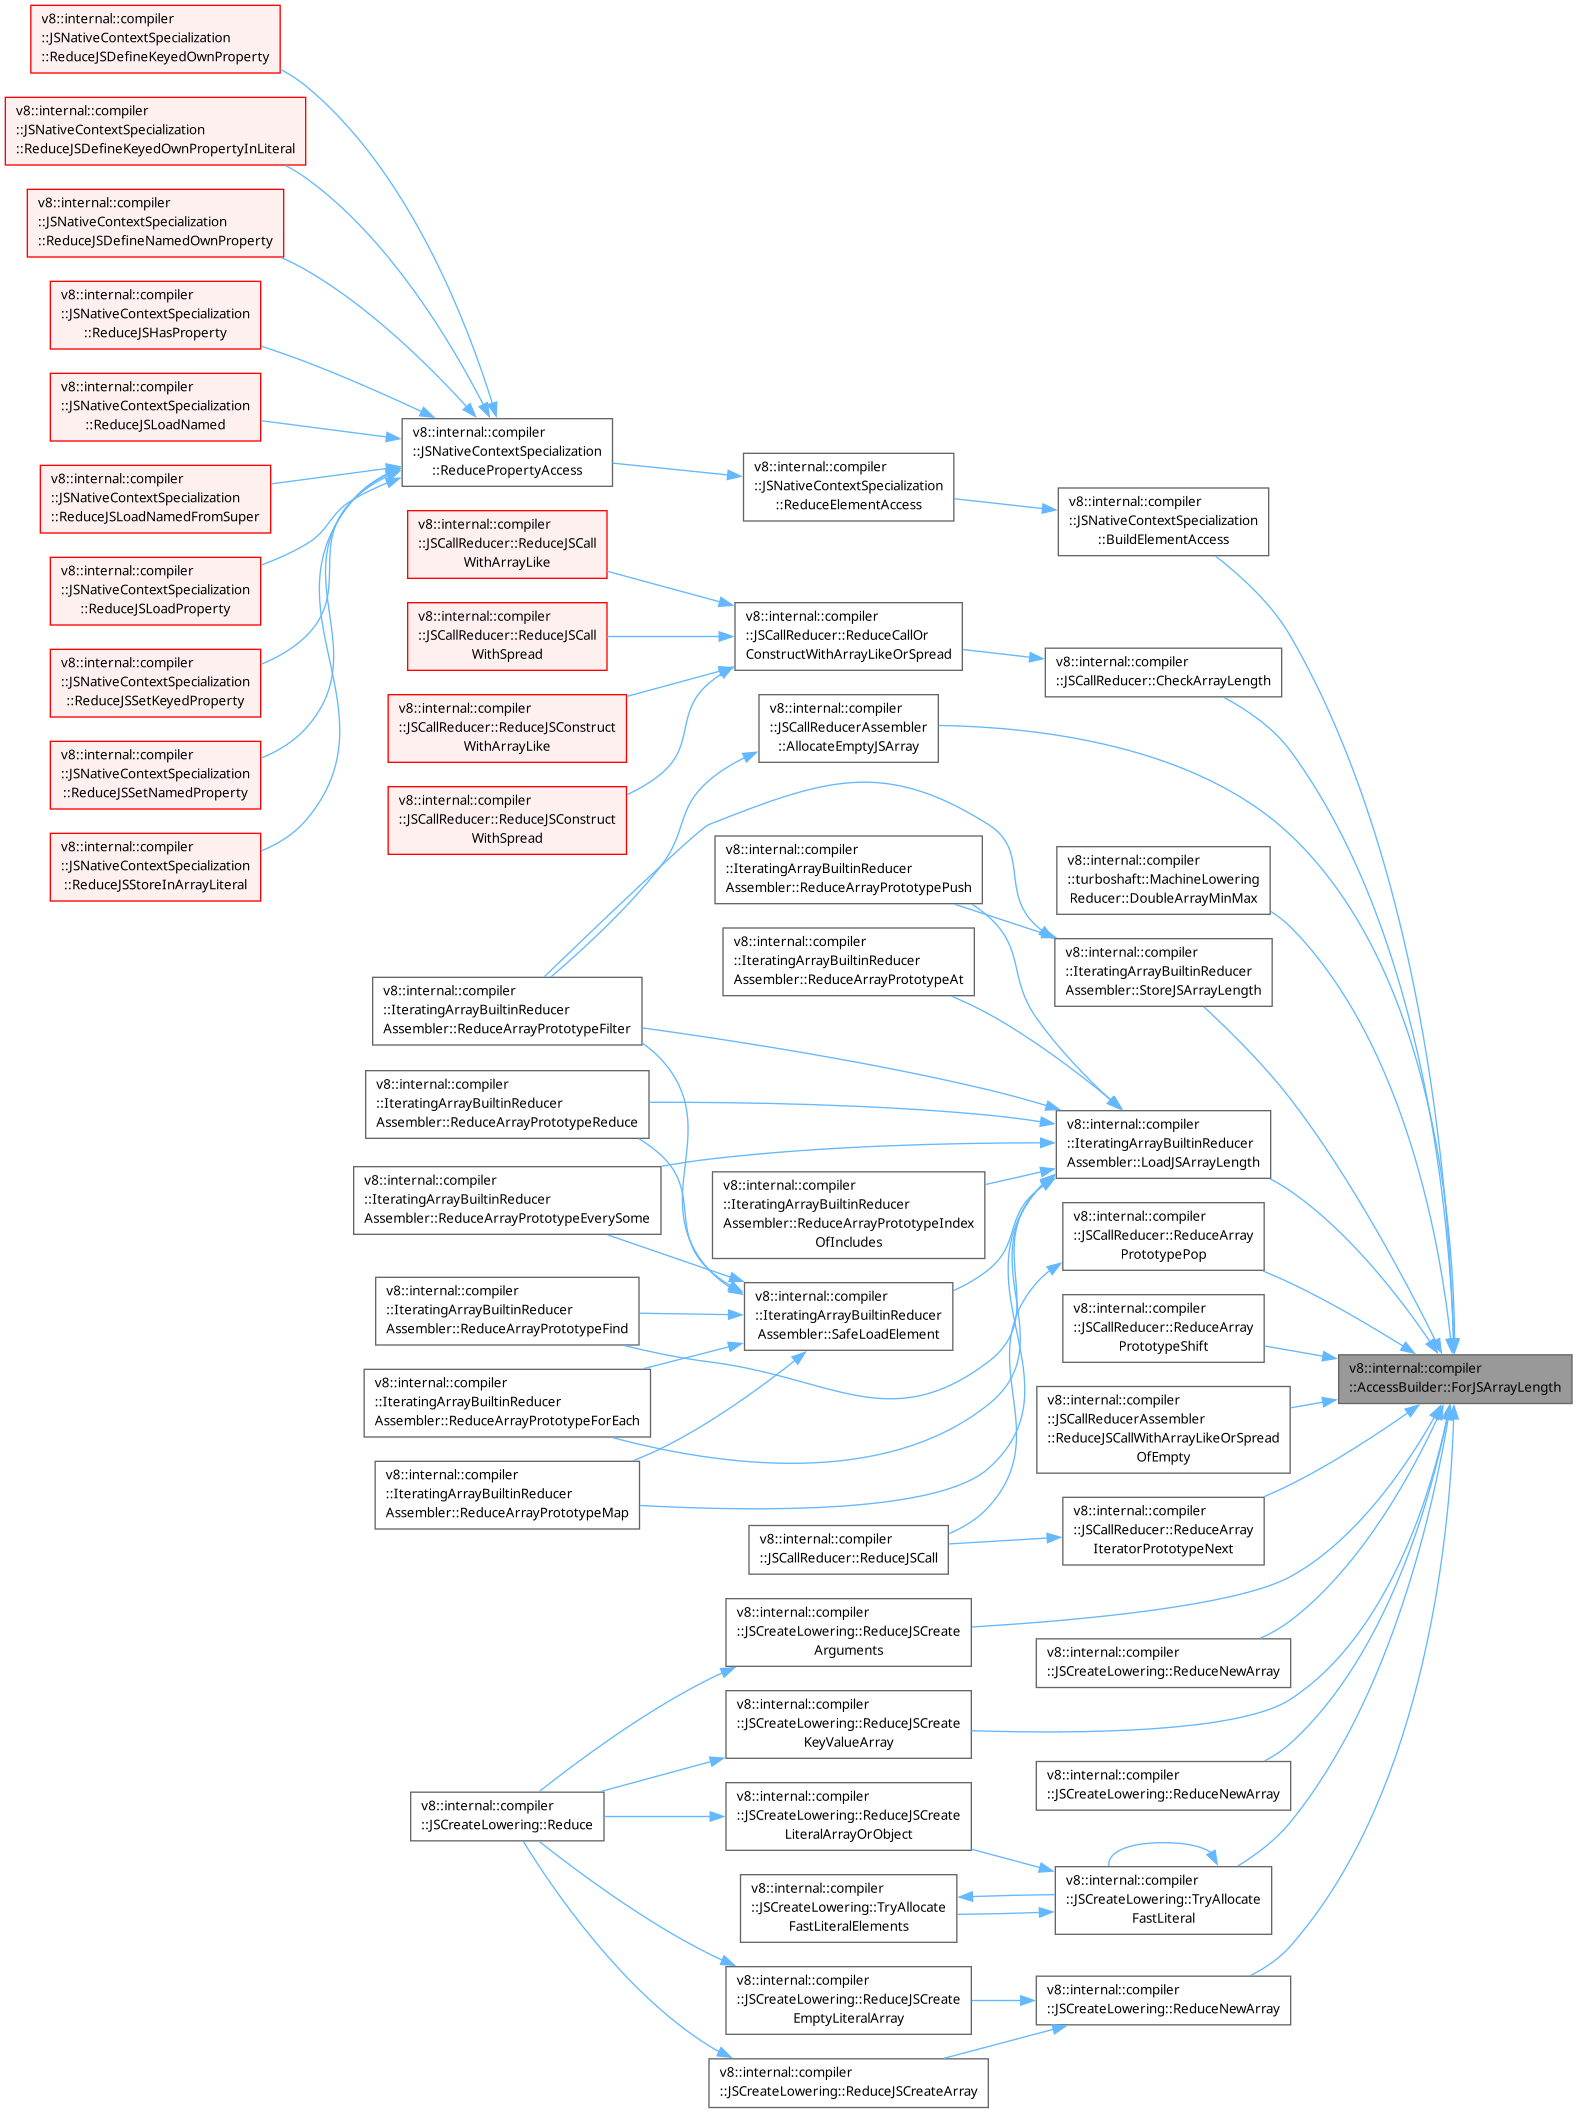 v8::internal::compiler
::JSNativeContextSpecialization
::ReduceJSDefineKeyedOwnProperty
v8::internal::compiler
::JSNativeContextSpecialization
::ReduceJSDefineKeyedOwnPropertyInLiteral
v8::internal::compiler
::JSNativeContextSpecialization
::ReduceJSDefineNamedOwnProperty
v8::internal::compiler
::JSNativeContextSpecialization
::ReduceJSHasProperty
v8::internal::compiler
::JSNativeContextSpecialization
::ReduceJSLoadNamed
v8::internal::compiler
::JSNativeContextSpecialization
::ReduceJSLoadNamedFromSuper
v8::internal::compiler
::JSNativeContextSpecialization
::ReduceJSLoadProperty
v8::internal::compiler
::JSNativeContextSpecialization
::ReduceJSSetKeyedProperty
v8::internal::compiler
::JSNativeContextSpecialization
::ReduceJSSetNamedProperty
v8::internal::compiler
::JSNativeContextSpecialization
::ReduceJSStoreInArrayLiteral
v8::internal::compiler
::JSNativeContextSpecialization
::ReducePropertyAccess
v8::internal::compiler
::JSCallReducer::ReduceJSCall
WithArrayLike
v8::internal::compiler
::JSCallReducer::ReduceJSCall
WithSpread
v8::internal::compiler
::JSCallReducer::ReduceJSConstruct
WithArrayLike
v8::internal::compiler
::JSCallReducer::ReduceJSConstruct
WithSpread
v8::internal::compiler
::IteratingArrayBuiltinReducer
Assembler::ReduceArrayPrototypeFilter
v8::internal::compiler
::IteratingArrayBuiltinReducer
Assembler::ReduceArrayPrototypeReduce
v8::internal::compiler
::IteratingArrayBuiltinReducer
Assembler::ReduceArrayPrototypeEverySome
v8::internal::compiler
::IteratingArrayBuiltinReducer
Assembler::ReduceArrayPrototypeFind
v8::internal::compiler
::IteratingArrayBuiltinReducer
Assembler::ReduceArrayPrototypeForEach
v8::internal::compiler
::IteratingArrayBuiltinReducer
Assembler::ReduceArrayPrototypeMap
v8::internal::compiler
::JSCreateLowering::Reduce
v8::internal::compiler
::JSNativeContextSpecialization
::ReduceElementAccess
v8::internal::compiler
::JSCallReducer::ReduceCallOr
ConstructWithArrayLikeOrSpread
v8::internal::compiler
::JSCallReducerAssembler
::AllocateEmptyJSArray
v8::internal::compiler
::IteratingArrayBuiltinReducer
Assembler::ReduceArrayPrototypePush
v8::internal::compiler
::IteratingArrayBuiltinReducer
Assembler::ReduceArrayPrototypeAt
v8::internal::compiler
::IteratingArrayBuiltinReducer
Assembler::ReduceArrayPrototypeIndex
OfIncludes
v8::internal::compiler
::IteratingArrayBuiltinReducer
Assembler::SafeLoadElement
v8::internal::compiler
::JSCallReducer::ReduceJSCall
v8::internal::compiler
::JSCreateLowering::ReduceJSCreate
Arguments
v8::internal::compiler
::JSCreateLowering::ReduceJSCreate
KeyValueArray
v8::internal::compiler
::JSCreateLowering::ReduceJSCreate
LiteralArrayOrObject
v8::internal::compiler
::JSCreateLowering::TryAllocate
FastLiteralElements
v8::internal::compiler
::JSCreateLowering::ReduceJSCreate
EmptyLiteralArray
v8::internal::compiler
::JSCreateLowering::ReduceJSCreateArray
v8::internal::compiler
::JSNativeContextSpecialization
::BuildElementAccess
v8::internal::compiler
::JSCallReducer::CheckArrayLength
v8::internal::compiler
::turboshaft::MachineLowering
Reducer::DoubleArrayMinMax
v8::internal::compiler
::IteratingArrayBuiltinReducer
Assembler::StoreJSArrayLength
v8::internal::compiler
::IteratingArrayBuiltinReducer
Assembler::LoadJSArrayLength
v8::internal::compiler
::JSCallReducer::ReduceArray
PrototypePop
v8::internal::compiler
::JSCallReducer::ReduceArray
PrototypeShift
v8::internal::compiler
::JSCallReducerAssembler
::ReduceJSCallWithArrayLikeOrSpread
OfEmpty
v8::internal::compiler
::JSCallReducer::ReduceArray
IteratorPrototypeNext
v8::internal::compiler
::JSCreateLowering::ReduceNewArray
v8::internal::compiler
::JSCreateLowering::ReduceNewArray
v8::internal::compiler
::JSCreateLowering::TryAllocate
FastLiteral
v8::internal::compiler
::JSCreateLowering::ReduceNewArray
v8::internal::compiler
::AccessBuilder::ForJSArrayLength